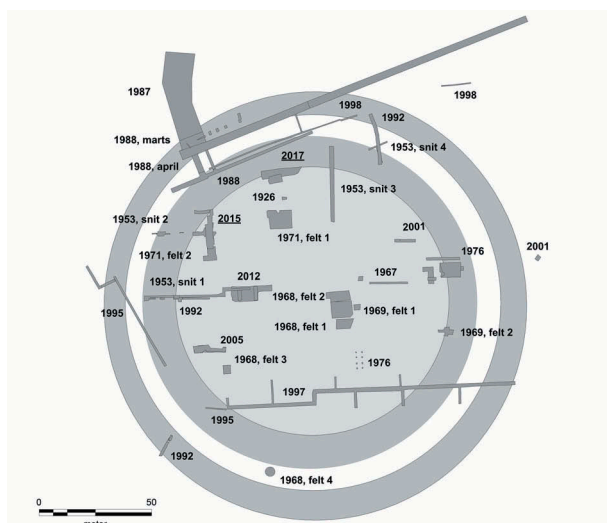 1987
1998
1998
1992
1988, marts
1953, snit 4
1988, april
2017
1988
1953, snit 3
1926
1953, snit 2
2015
1971, felt 1
2001
1971, felt 2
1976
2001
1953, snit 1
2012
1967
1968, felt 2
1992
1969, felt 1
1995
1968, felt 1
1969, felt 2
2005
1968, felt 3
1976
1997
1995
1992
1968, felt 4
0
50
meter